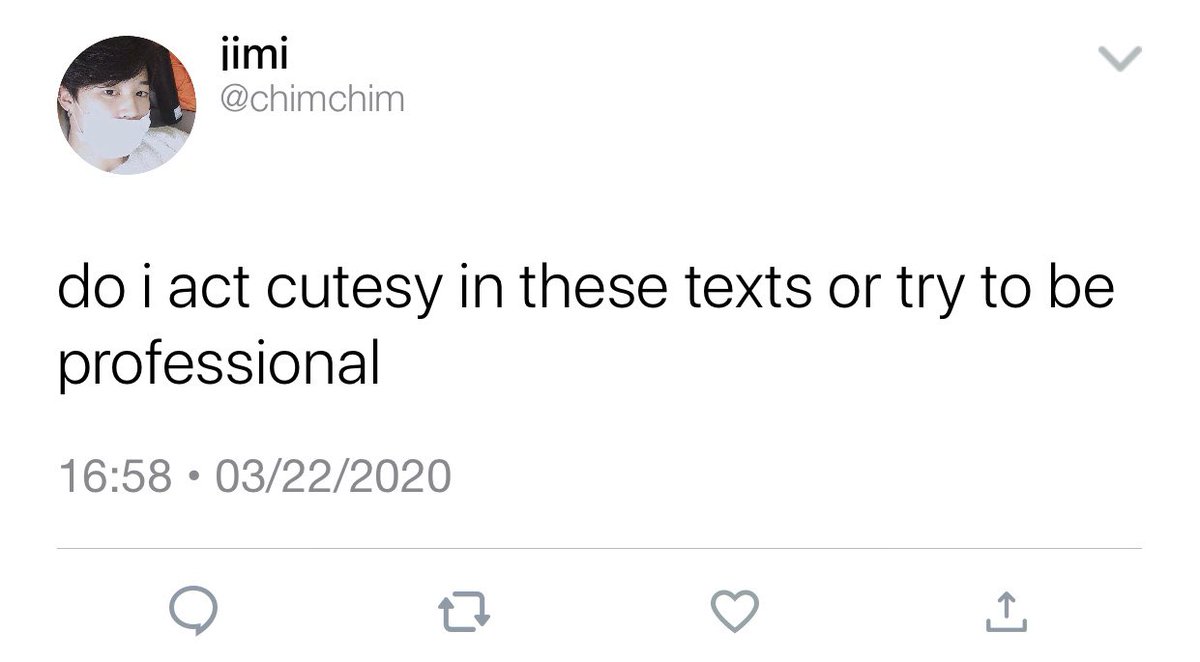 jimi
@chimchim
do i act cutesy in these texts or try to be
professional
16:58 • 03/22/2020